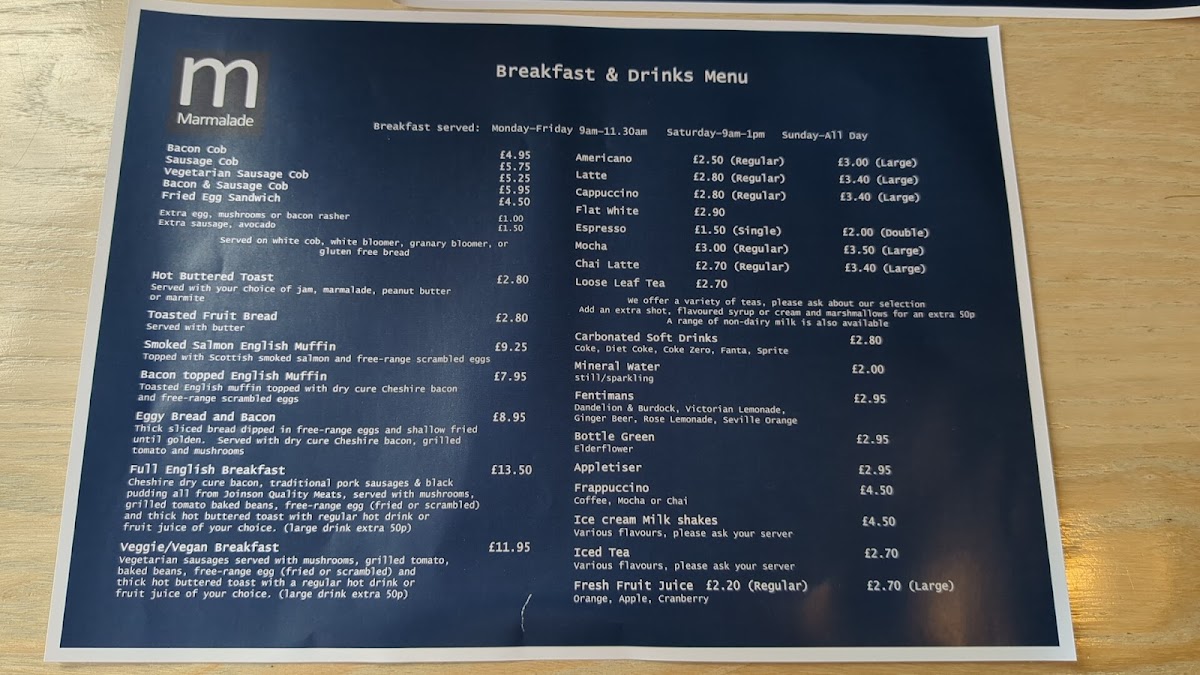 m
Marmalade
Breakfast & Drinks Menu
Breakfast served: Monday-Friday 9am-11.30am Saturday-9am-1pm Sunday-All Day
Bacon Cob £4.95
Sausage Cob £5.75
Vegetarian Sausage Cob £5.25
Bacon & Sausage Cob £5.95
Fried Egg Sandwich £4.50
Extra egg, mushrooms or bacon rasher £1.00
Extra sausage, avocado £1.50
Served on white cob, white bloomer, granary bloomer, or
gluten free bread
Hot Buttered Toast £2.80
Served with your choice of jam, marmalade, peanut butter
or marmite
Toasted Fruit Bread £2.80
Served with butter
Smoked Salmon English Muffin £9.25
Topped with Scottish smoked salmon and free-range scrambled eggs
Bacon topped English Muffin £7.95
Toasted English muffin topped with dry cure Cheshire bacon
and free-range scrambled eggs
Eggy Bread and Bacon £8.95
Thick sliced bread dipped in free-range eggs and shallow fried
until golden. Served with dry cure Cheshire bacon, grilled
tomato and mushrooms
Full English Breakfast £13.50
Cheshire dry cure bacon, traditional pork sausages & black
pudding all from Joinson Quality Meats, served with mushrooms,
grilled tomato baked beans, free-range egg (fried or scrambled)
and thick hot buttered toast with regular hot drink or
fruit juice of your choice. (large drink extra 50p)
Veggie/Vegan Breakfast £11.95
Vegetarian sausages served with mushrooms, grilled tomato,
baked beans, free-range egg (fried or scrambled) and
thick hot buttered toast with a regular hot drink or
fruit juice of your choice. (large drink extra 50p)
Americano £2.50 (Regular) £3.00 (Large)
Latte £2.80 (Regular) £3.40 (Large)
Cappuccino £2.80 (Regular) £3.40 (Large)
Flat White £2.90
Espresso £1.50 (Single) £2.00 (Double)
Mocha £3.00 (Regular) £3.50 (Large)
Chai Latte £2.70 (Regular) £3.40 (Large)
Loose Leaf Tea £2.70
We offer a variety of teas, please ask about our selection
Add an extra shot, flavoured syrup or cream and marshmallows for an extra 50p
A range of non-dairy milk is also available
Carbonated Soft Drinks £2.80
Coke, Diet Coke, Coke Zero, Fanta, Sprite
Mineral Water £2.00
still/sparkling
Fentimans £2.95
Dandelion & Burdock, Victorian Lemonade,
Ginger Beer, Rose Lemonade, Seville Orange
Bottle Green £2.95
Elderflower
Appletiser £2.95
Frappuccino £4.50
Coffee, Mocha or Chai
Ice cream Milk shakes £4.50
Various flavours, please ask your server
Iced Tea £2.70
Various flavours, please ask your server
Fresh Fruit Juice £2.20 (Regular) £2.70 (Large)
Orange, Apple, Cranberry